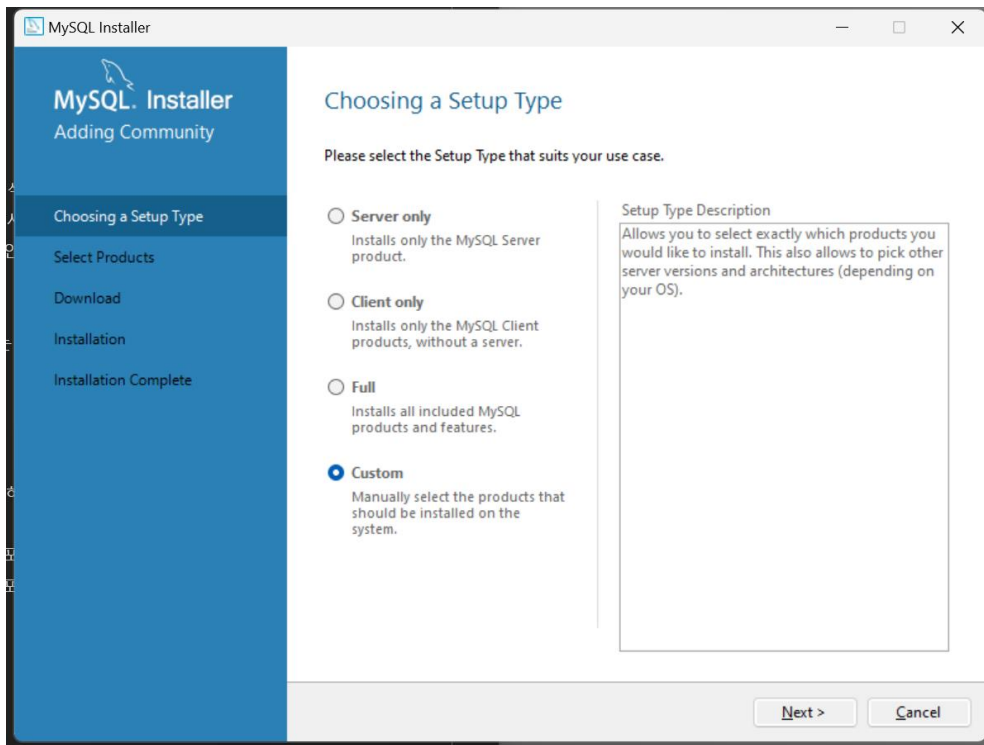 MySQL Installer
MySQL. Installer
Adding Community
Choosing a Setup Type
Select Products
Download
Installation
Installation Complete
Choosing a Setup Type
Please select the Setup Type that suits your use case.
Server only
Installs only the MySQL Server
product.
Client only
Installs only the MySQL Client
products, without a server.
Full
Installs all included MySQL
products and features.
Custom
Manually select the products that
should be installed on the
system.
Setup Type Description
Allows you to select exactly which products you
would like to install. This also allows to pick other
server versions and architectures (depending on
your OS).
Next >
Cancel